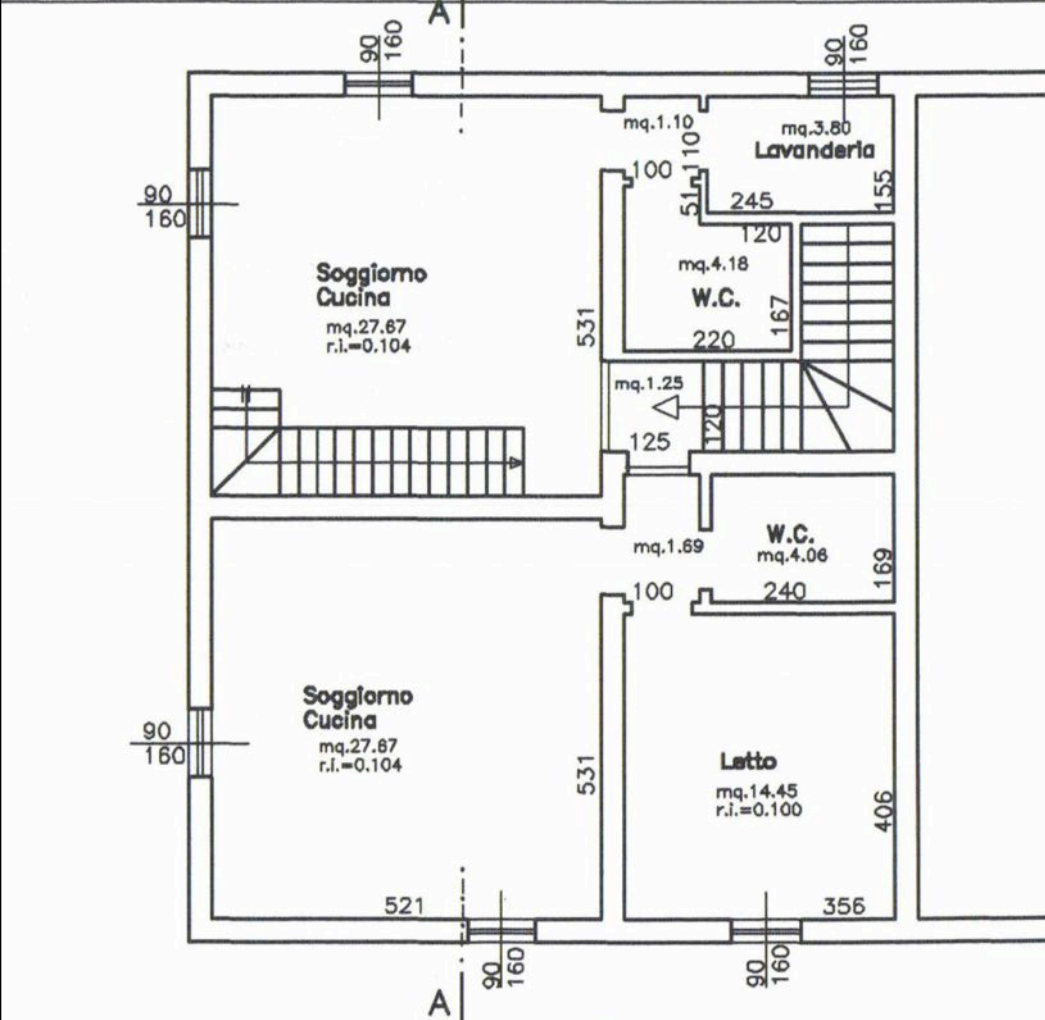 A
90
160
90
160
mq.1.10
mq.3.80
Lavanderia
110
100
155
90
160
51
245
120
mq.4.18
W.C.
Soggiorno
Cucina
mq.27.67
r.i.=0.104
531
167
220
mq.1.25
120
125
W.C.
mq.4.06
mq.1.69
169
100
240
Soggiorno
Cucina
mq.27.67
r.i.=0.104
90
160
531
Letto
mq.14.45
r.i.=0.100
406
521
356
90
160
90
160
A